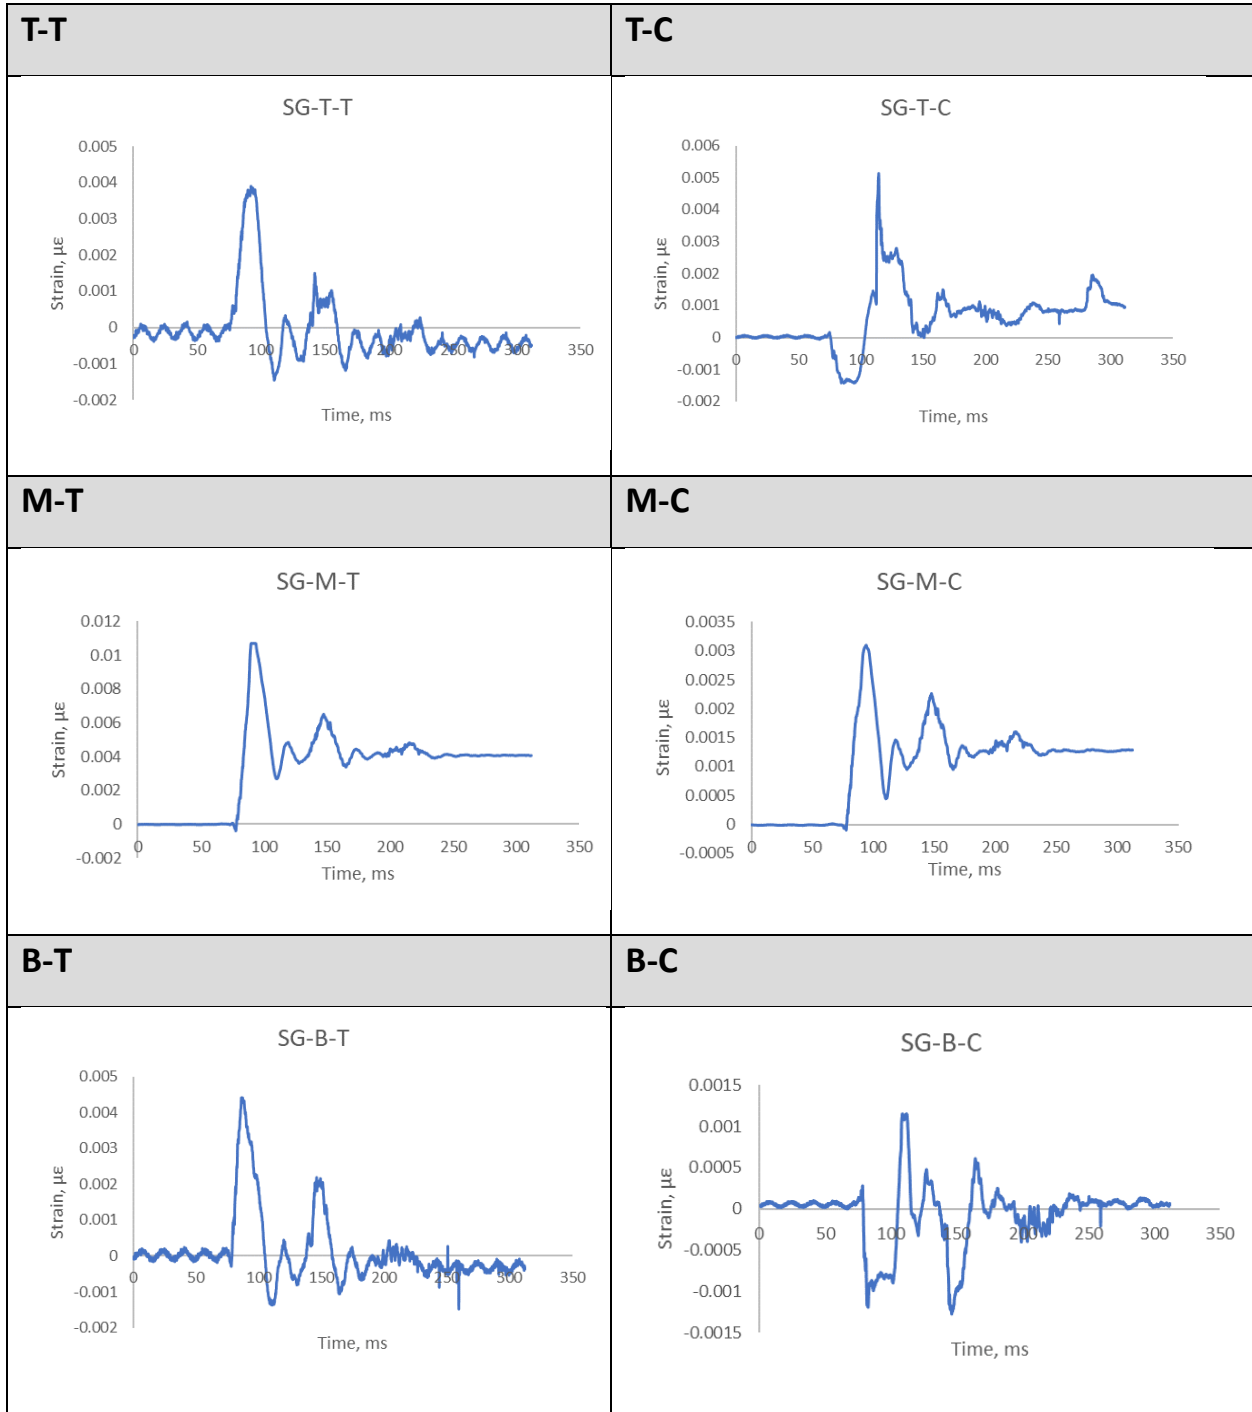 T-T
T-C
SG-T-T
0.005
0.004
0.003
0.002
0.001
0
-0.001
-0.002
0 50 100 150 200 250 300 350
Strain, µε
Time, ms
SG-T-C
0.006
0.005
0.004
0.003
0.002
0.001
0
-0.001
-0.002
0 50 100 150 200 250 300 350
Strain, µε
Time, ms
M-T
M-C
SG-M-T
0.012
0.01
0.008
0.006
0.004
0.002
0
-0.002
0 50 100 150 200 250 300 350
Strain, µε
Time, ms
SG-M-C
0.0035
0.003
0.0025
0.002
0.0015
0.001
0.0005
0
-0.0005
0 50 100 150 200 250 300 350
Strain, µε
Time, ms
B-T
B-C
SG-B-T
0.005
0.004
0.003
0.002
0.001
0
-0.001
-0.002
0 50 100 150 200 250 300 350
Strain, µε
Time, ms
SG-B-C
0.0015
0.001
0.0005
0
-0.0005
-0.001
-0.0015
0 50 100 150 200 250 300 350
Strain, µε
Time, ms